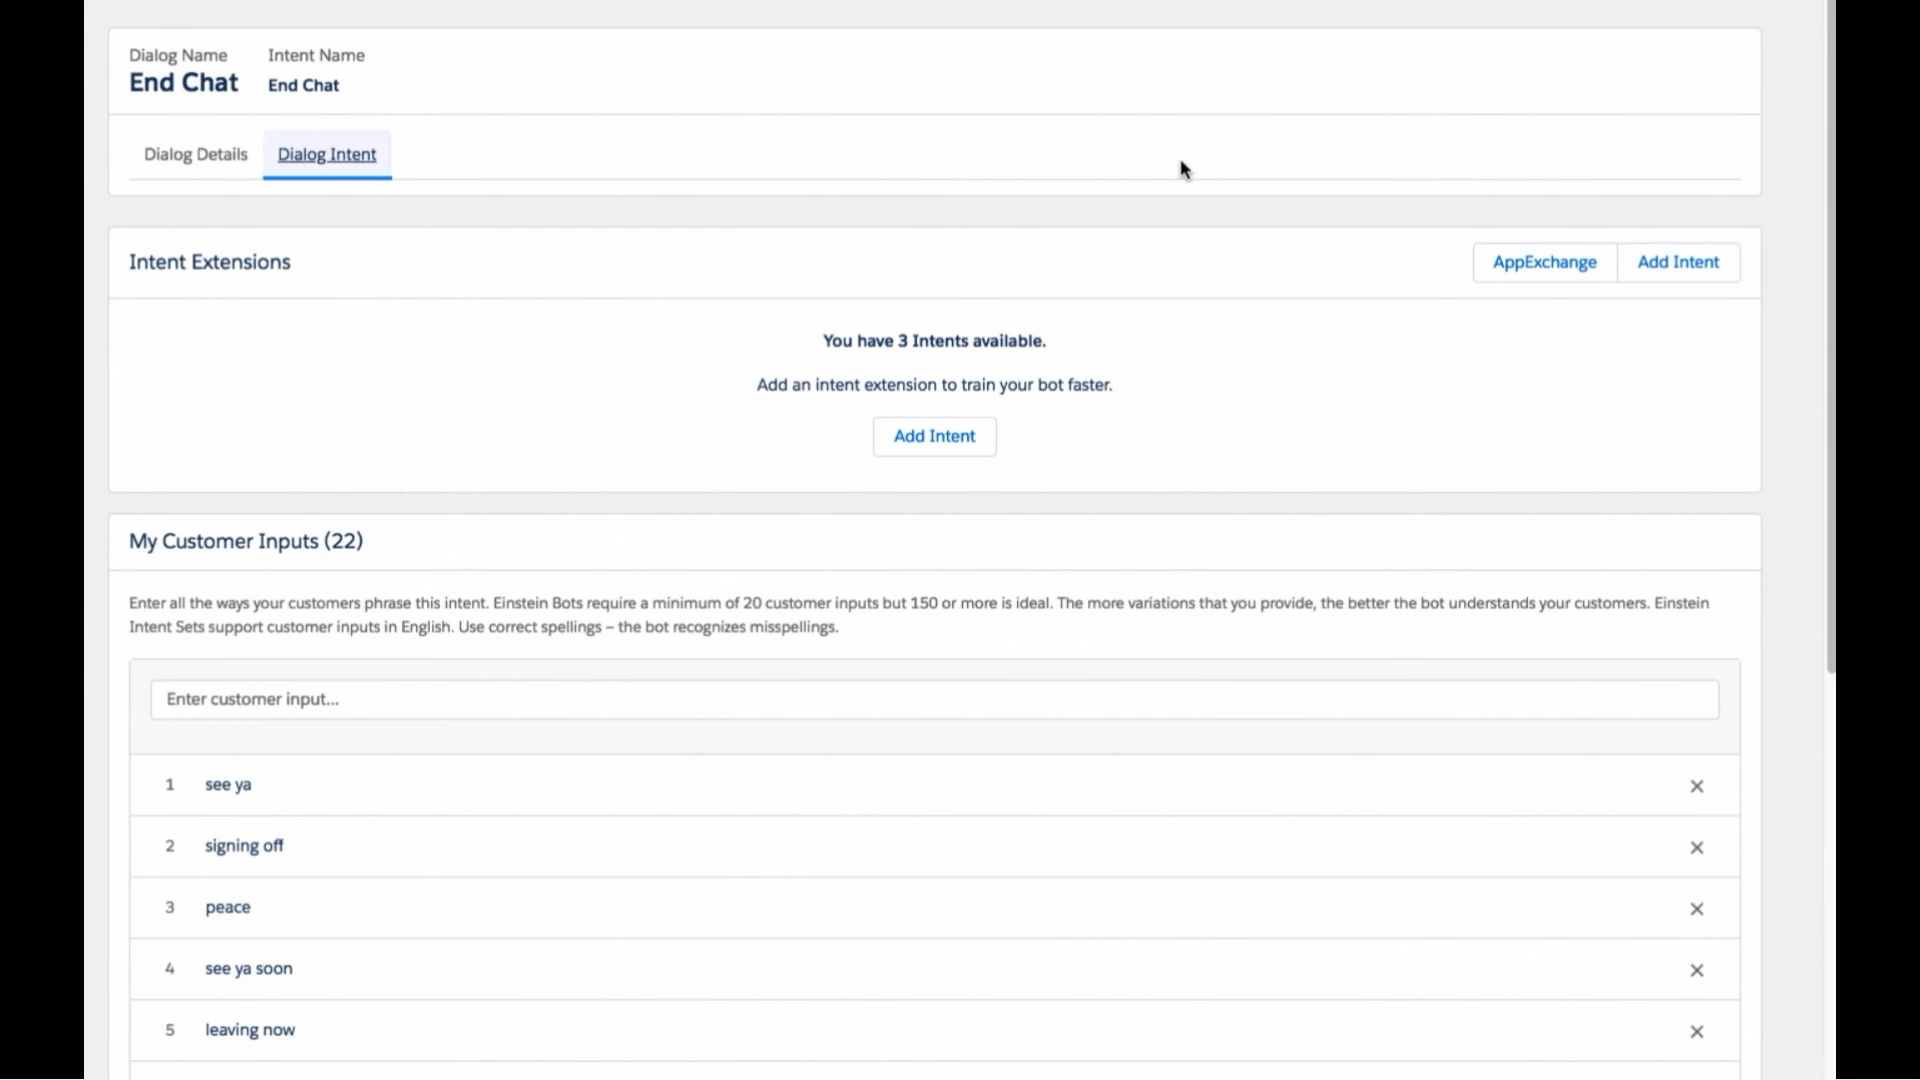 Dialog Name
Intent Name
End Chat
End Chat
Dialog Details
Dialog Intent
Intent Extensions
AppExchange
Add Intent
You have 3 Intents available.
Add an intent extension to train your bot faster.
Add Intent
My Customer Inputs (22)
Enter all the ways your customers phrase this intent. Einstein Bots require a minimum of 20 customer inputs but 150 or more is ideal. The more variations that you provide, the better the bot understands your customers. Einstein
Intent Sets support customer inputs in English. Use correct spellings – the bot recognizes misspellings.
Enter customer input...
1 see ya
2 signing off
3 peace
4 see ya soon
5 leaving now